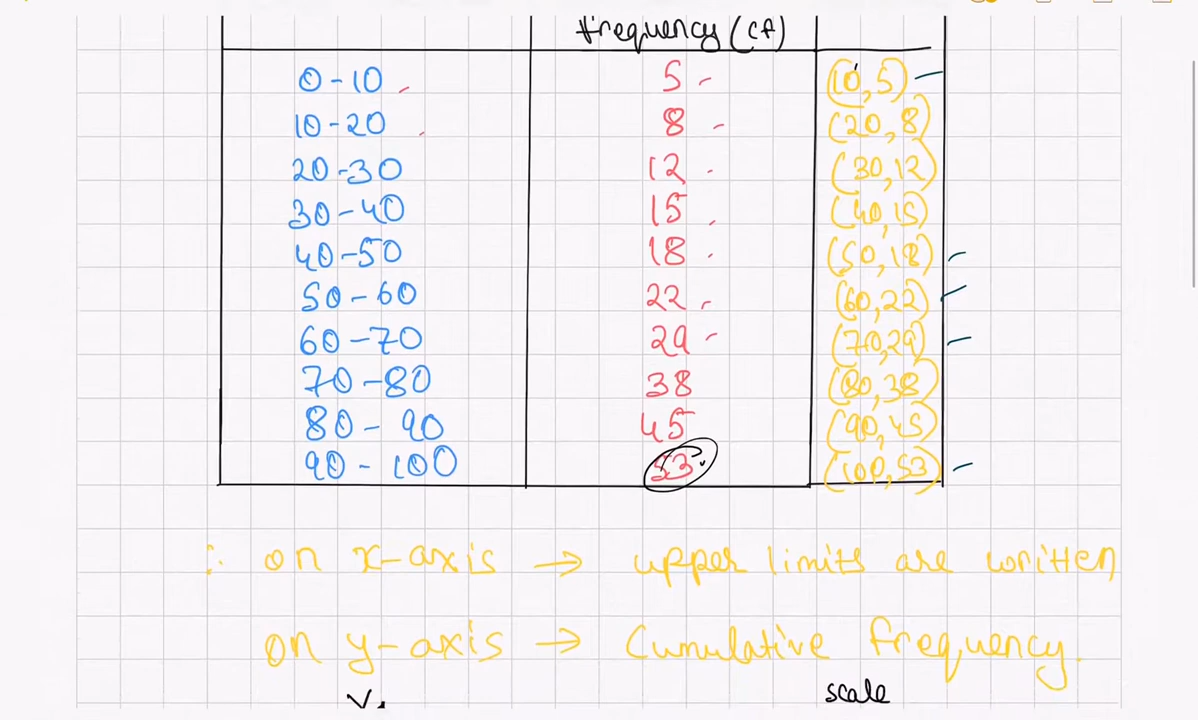 frequency (cf)
0-10 5 (10,5)
10-20 8 (20,8)
20-30 12 (30,12)
30-40 15 (40,15)
40-50 18 (50,18)
50-60 22 (60,22)
60-70 29 (70,29)
70-80 38 (80,38)
80-90 45 (90,45)
90-100 53 (100,53)
∴ on x-axis → upper limits are written
on y-axis → Cumulative frequency.
scale